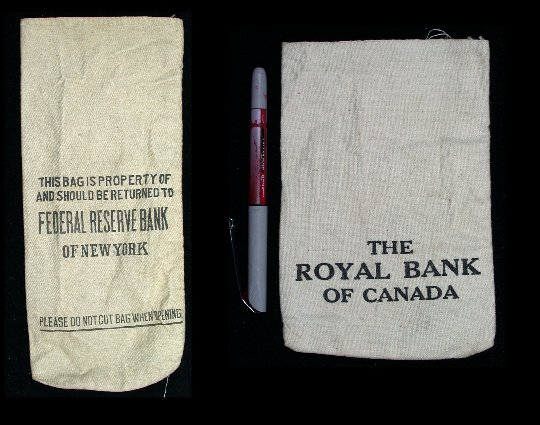 THIS BAG IS PROPERTY OF
AND SHOULD BE RETURNED TO
FEDERAL RESERVE BANK
OF NEW YORK
PLEASE DO NOT CUT BAG WHEN OPENING
THE
ROYAL BANK
OF CANADA